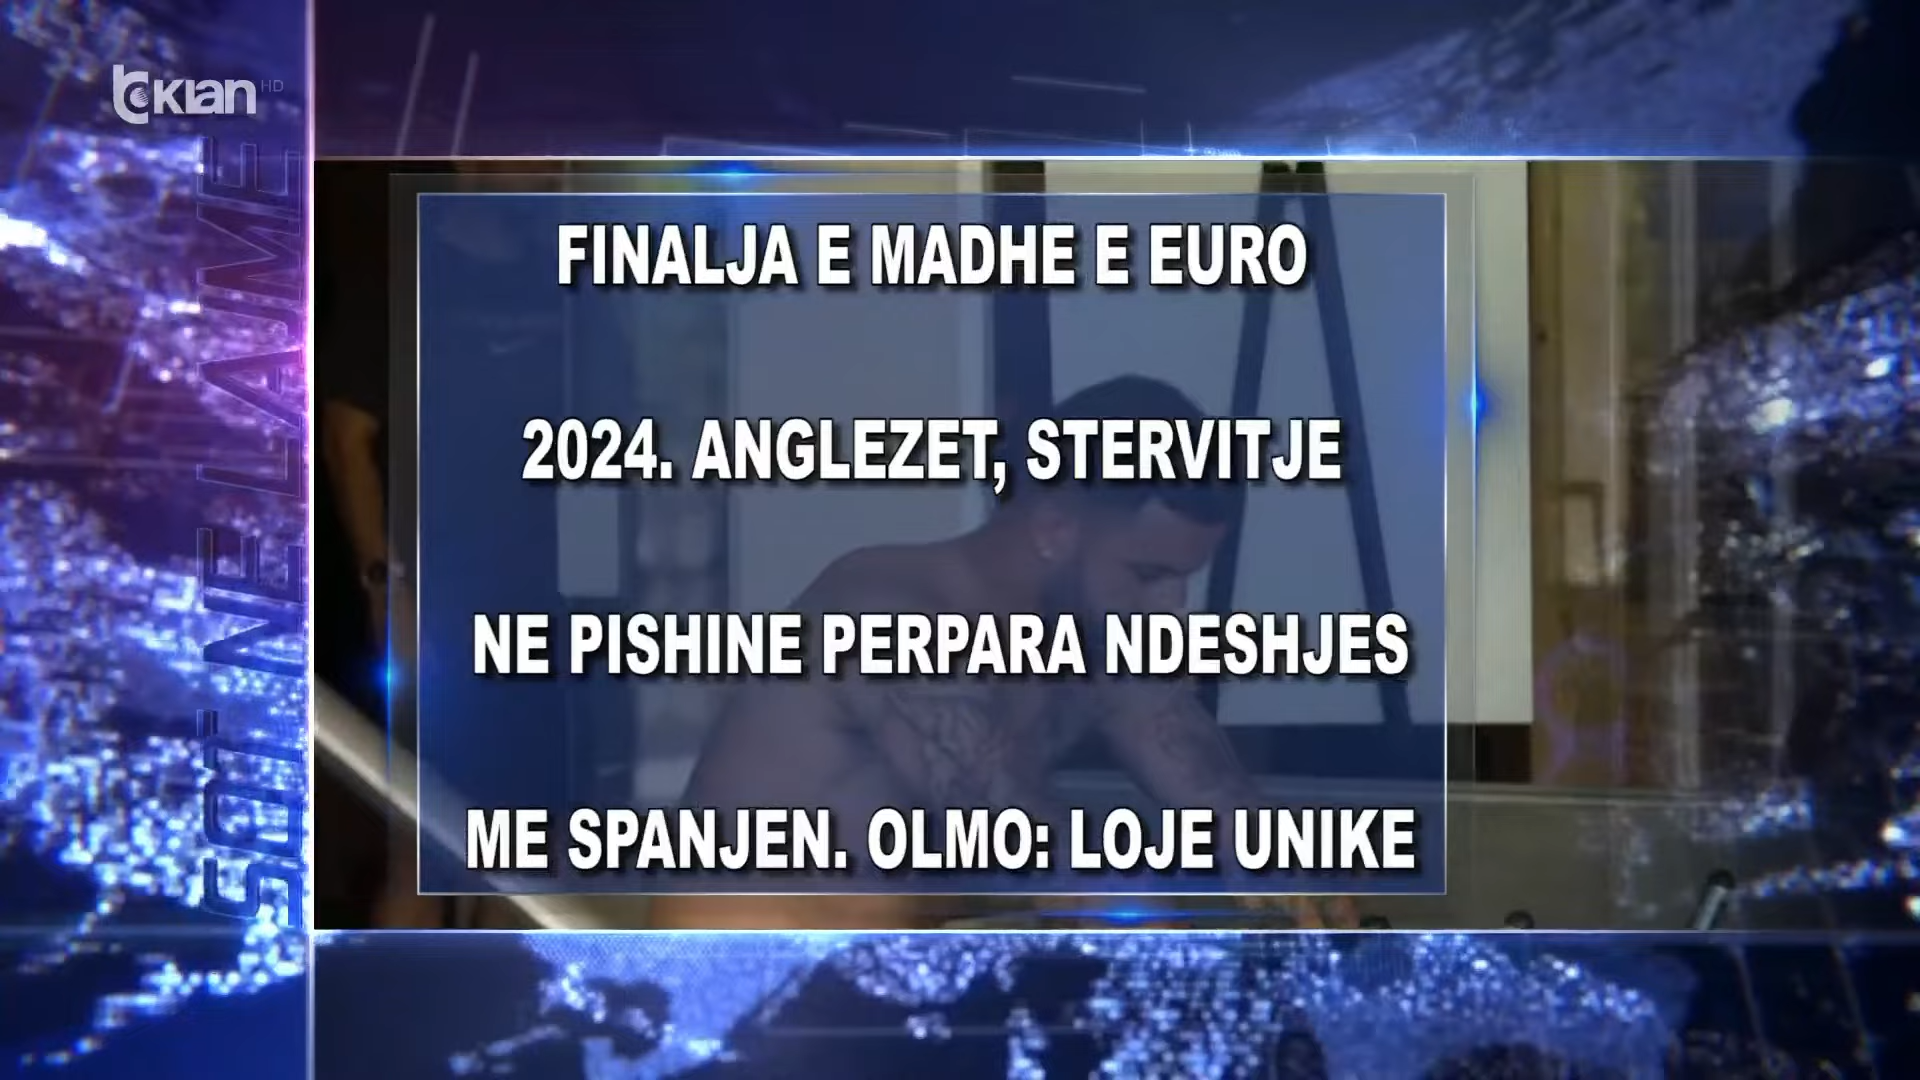 tv klan HD
SOT NE LAJME
FINALJA E MADHE E EURO
2024. ANGLEZET, STERVITJE
NE PISHINE PERPARA NDESHJES
ME SPANJEN. OLMO: LOJE UNIKE